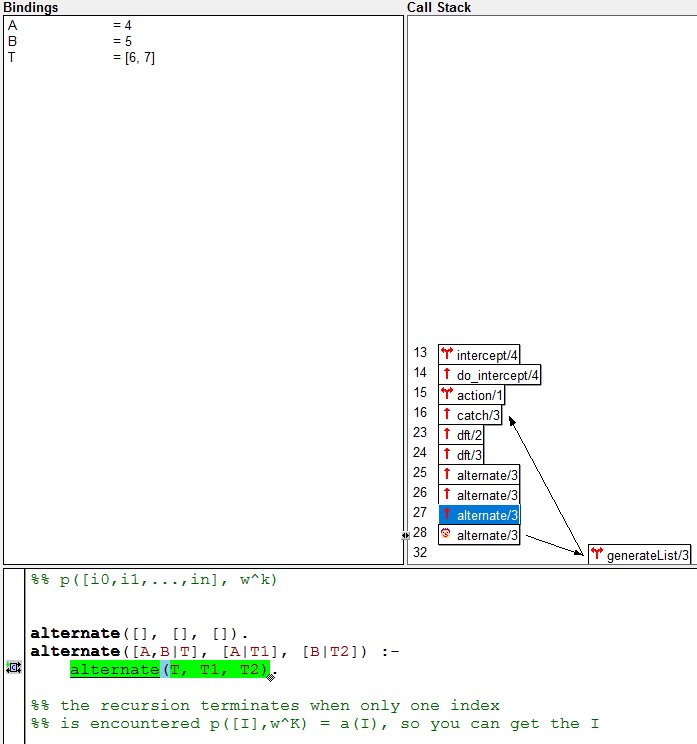 Bindings
Call Stack
A = 4
B = 5
T = [6, 7]
13 intercept/4
14 do_intercept/4
15 action/1
16 catch/3
23 dft/2
24 dft/3
25 alternate/3
26 alternate/3
27 alternate/3
28 alternate/3
32 generateList/3
%% p([i0,i1,...,in], w^k)
alternate([], [], []).
alternate([A,B|T], [A|T1], [B|T2]) :-
alternate(T, T1, T2).
%% the recursion terminates when only one index
%% is encountered p([I],w^K) = a(I), so you can get the I